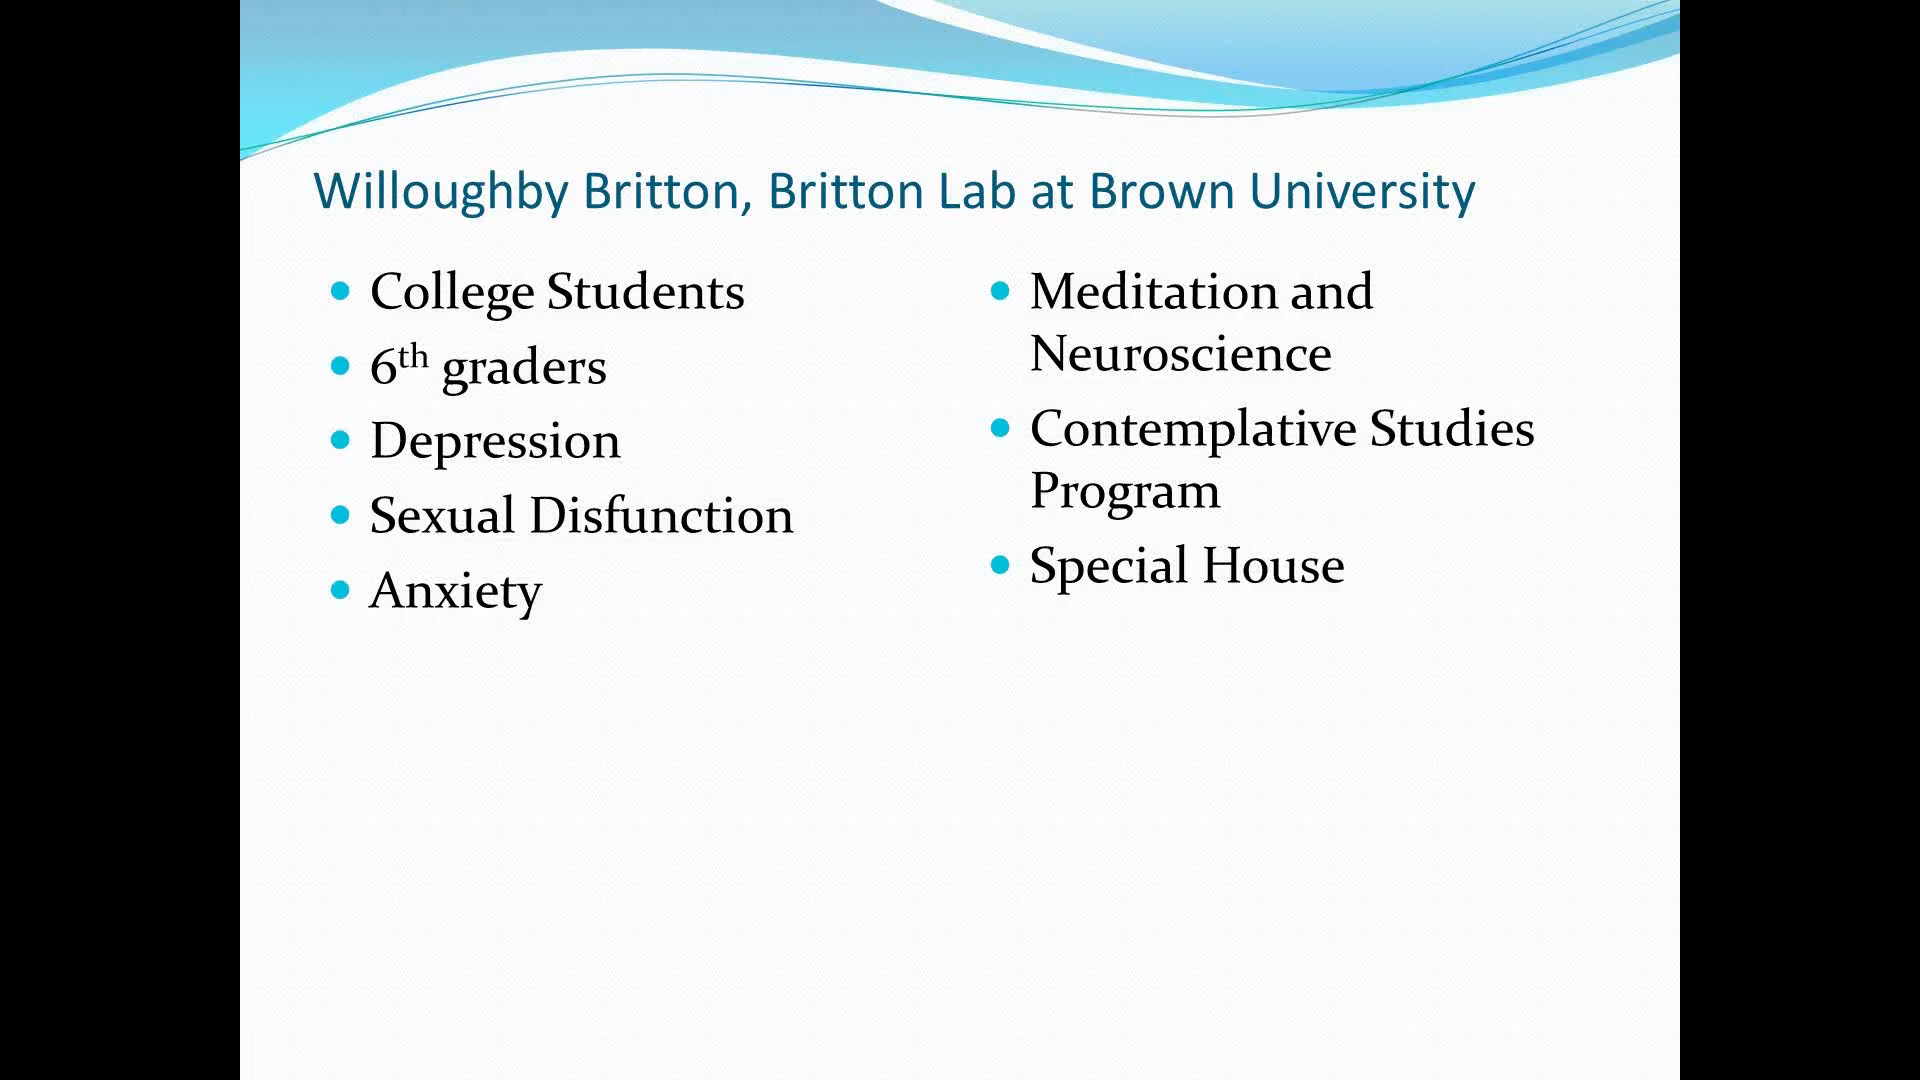 Willoughby Britton, Britton Lab at Brown University
College Students
6th graders
Depression
Sexual Disfunction
Anxiety
Meditation and
Neuroscience
Contemplative Studies
Program
Special House